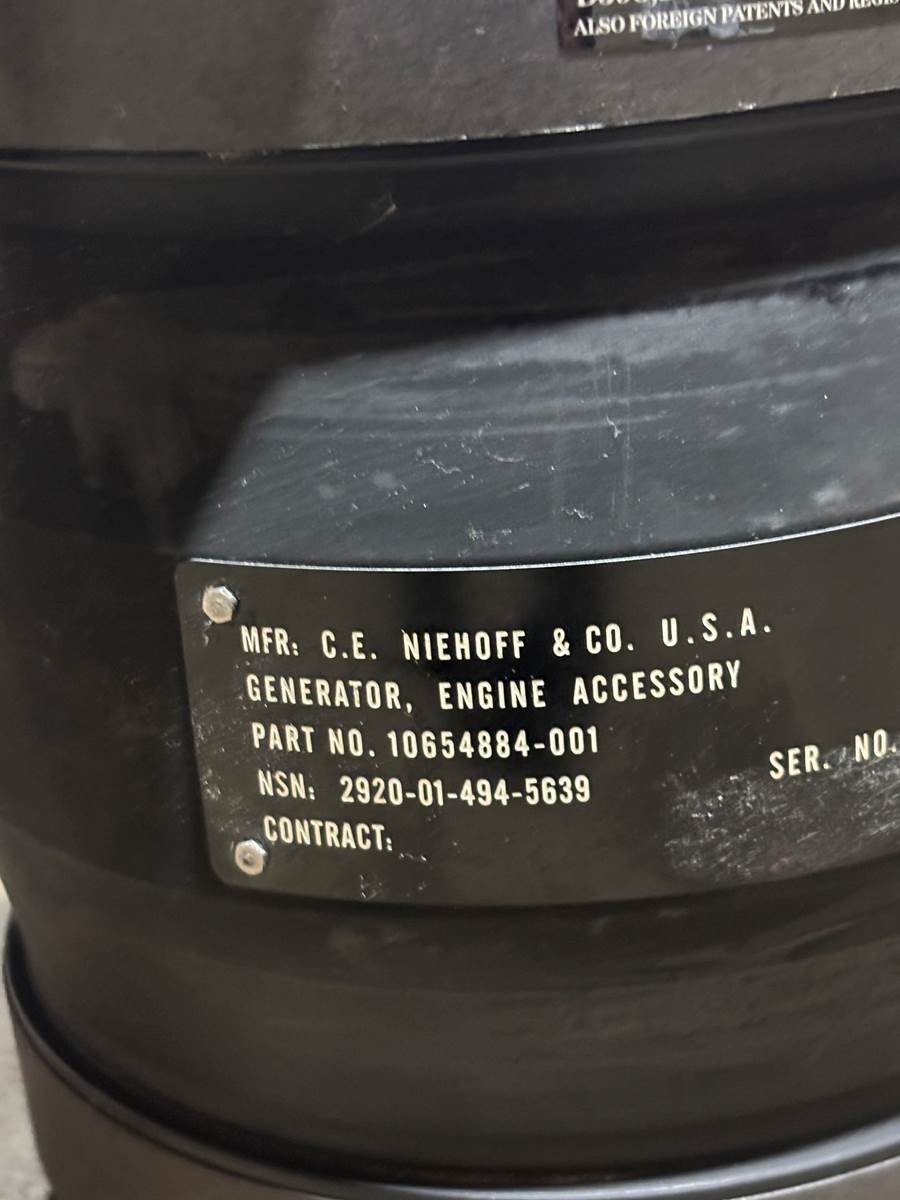 ALSO FOREIGN PATENTS AND
MFR: C.E. NIEHOFF & CO. U.S.A.
GENERATOR, ENGINE ACCESSORY
PART NO. 10654884-001
SER. NO.
NSN: 2920-01-494-5639
CONTRACT: